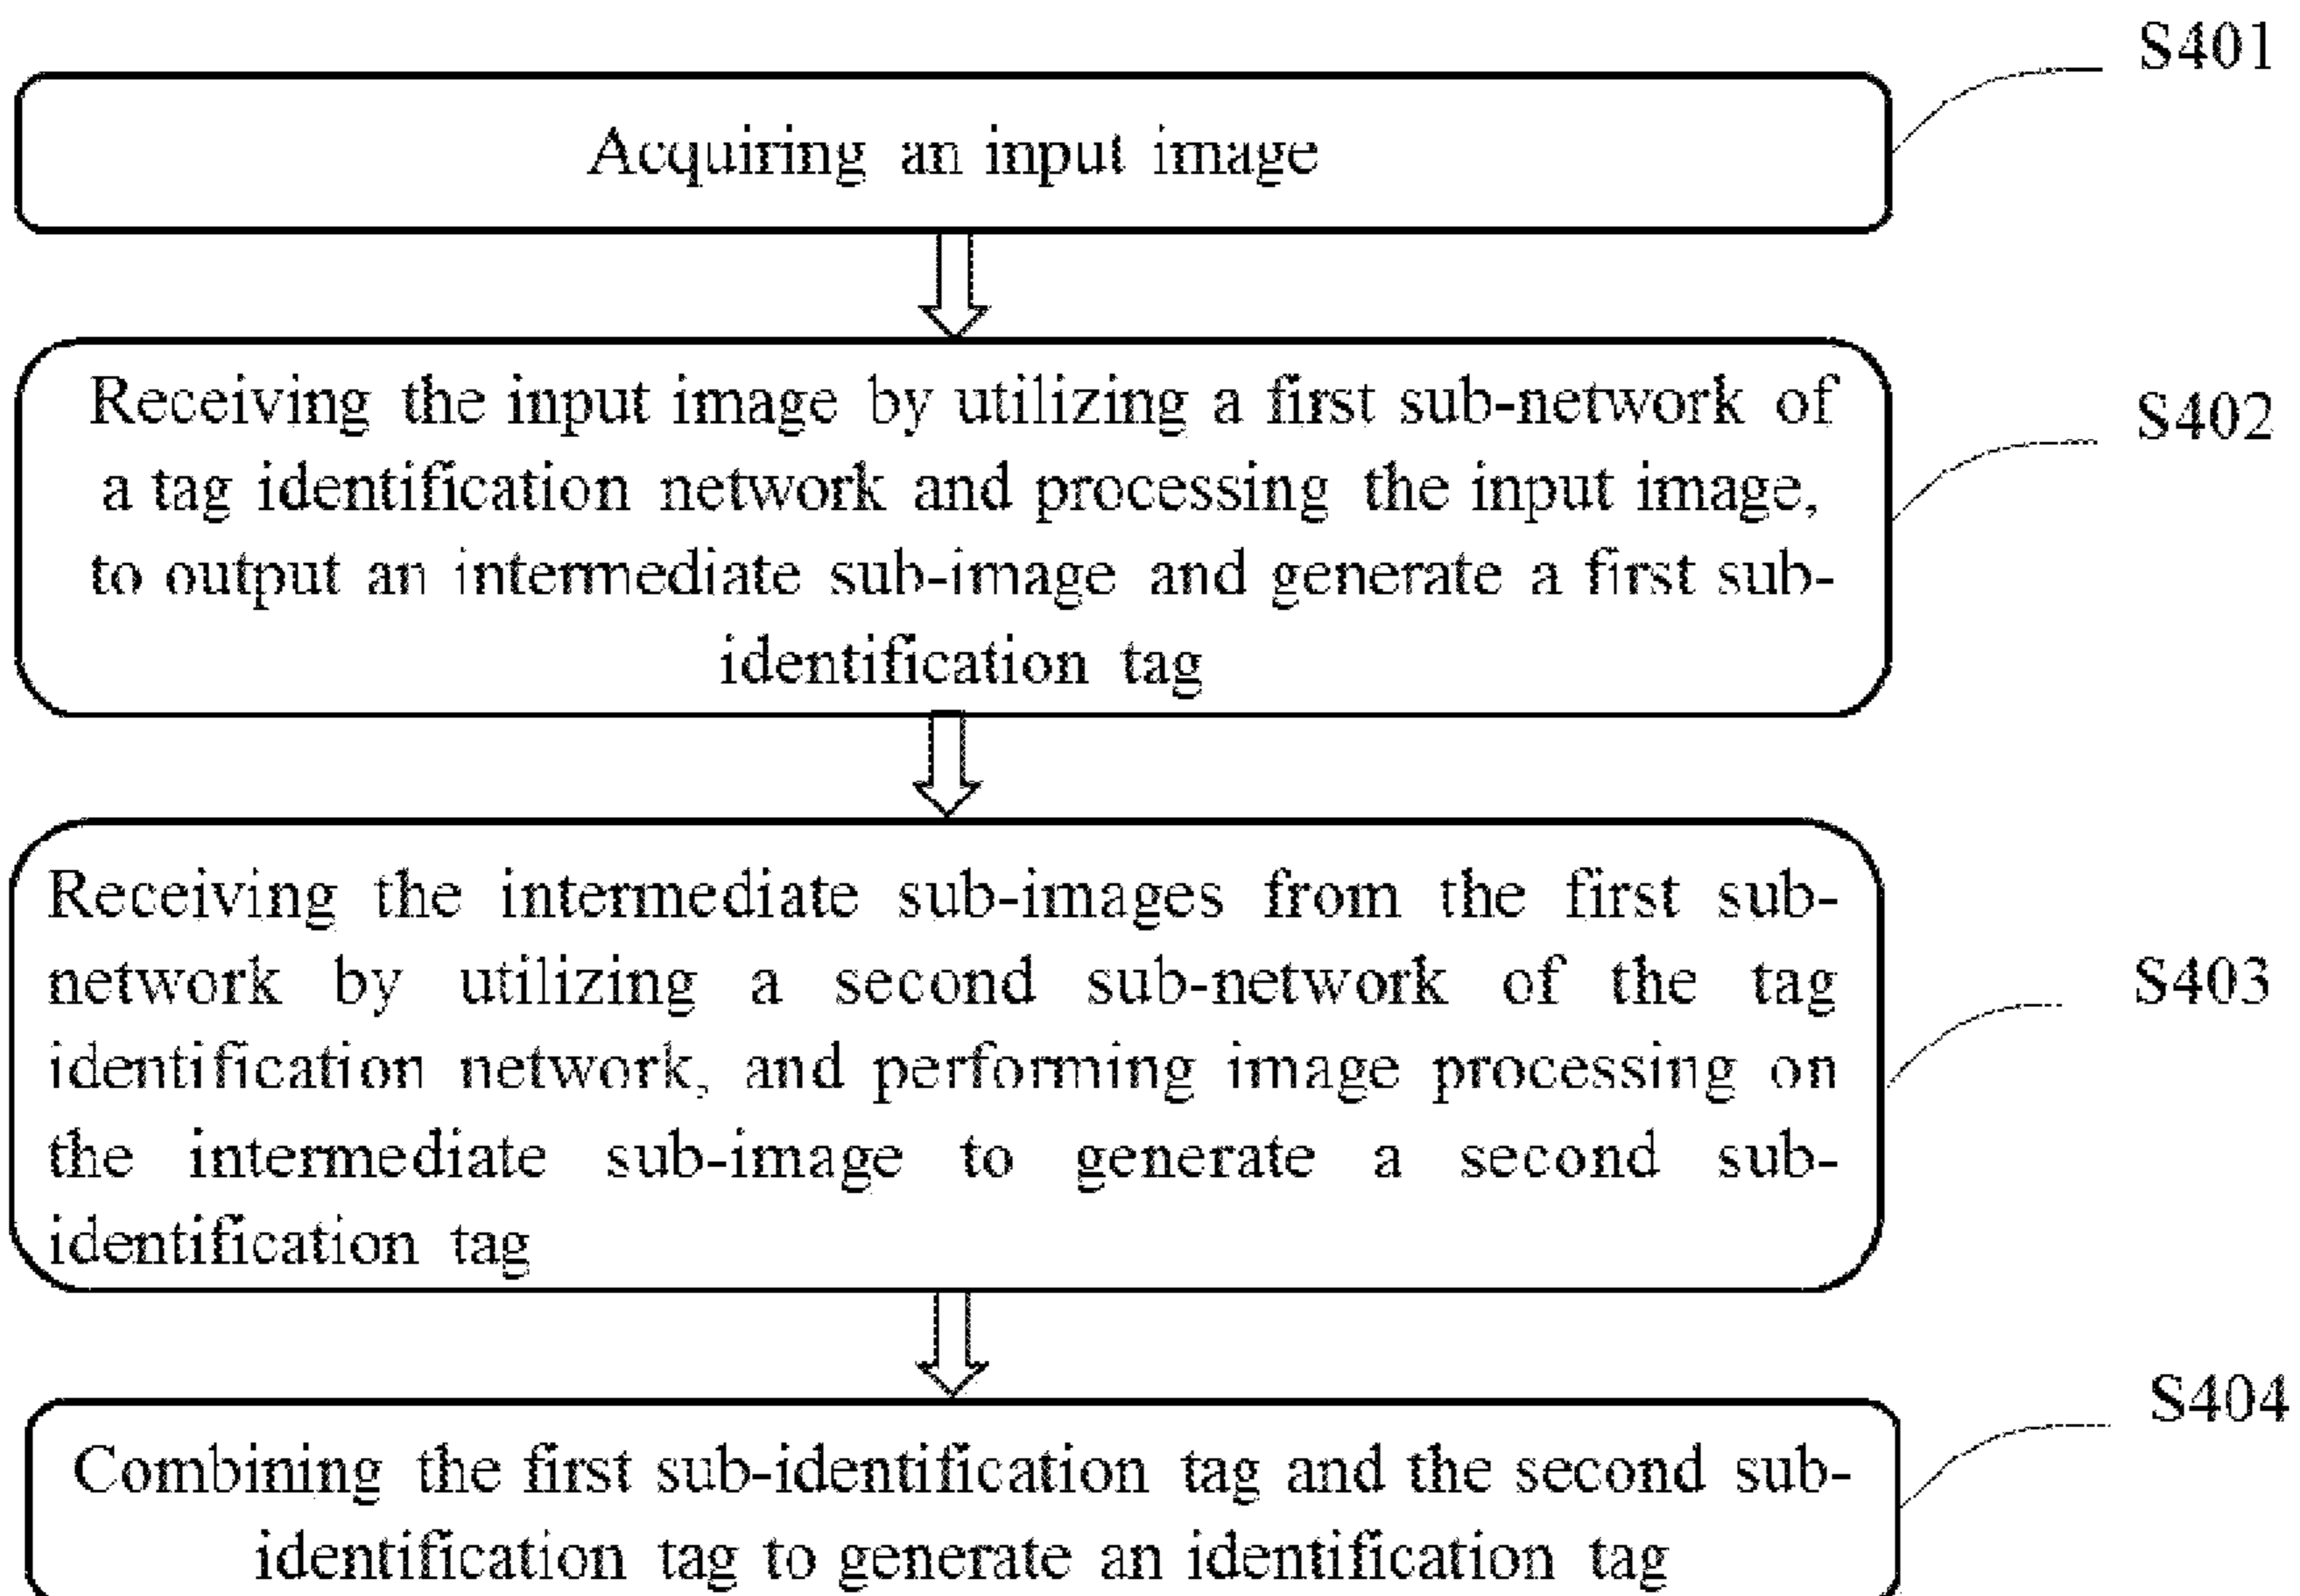 S401
Acquiring an input image
Receiving the input image by utilizing a first sub-network of
a tag identification network and processing the input image,
to output an intermediate sub-image and generate a first sub-
identification tag
S402
Receiving the intermediate sub-images from the first sub-
network by utilizing a second sub-network of the tag
identification network, and performing image processing on
the intermediate sub-image to generate a second sub-
identification tag
S403
Combining the first sub-identification tag and the second sub-
identification tag to generate an identification tag
S404